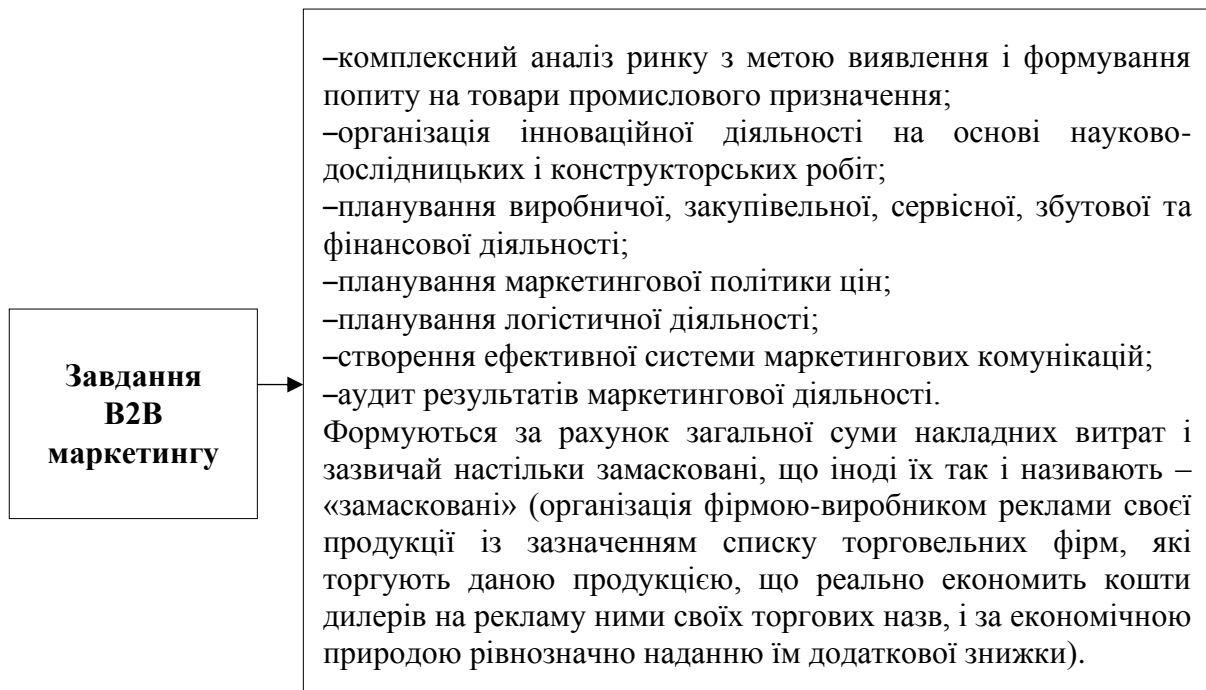 Завдання
В2В
маркетингу
–комплексний аналіз ринку з метою виявлення і формування
попиту на товари промислового призначення;
–організація інноваційної діяльності на основі науково-
дослідницьких і конструкторських робіт;
–планування виробничої, закупівельної, сервісної, збутової та
фінансової діяльності;
–планування маркетингової політики цін;
–планування логістичної діяльності;
–створення ефективної системи маркетингових комунікацій;
–аудит результатів маркетингової діяльності.
Формуються за рахунок загальної суми накладних витрат і
зазвичай настільки замасковані, що іноді їх так і називають –
«замасковані» (організація фірмою-виробником реклами своєї
продукції із зазначенням списку торговельних фірм, які
торгують даною продукцією, що реально економить кошти
дилерів на рекламу ними своїх торгових назв, і за економічною
природою рівнозначно наданню їм додаткової знижки).